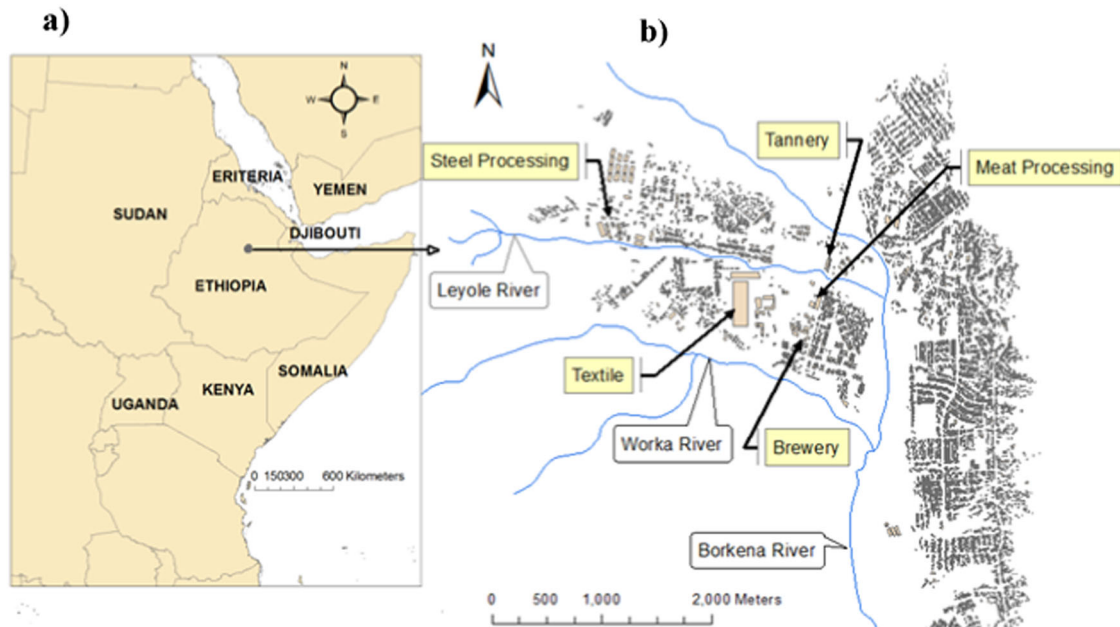 a)
N
W
E
S
ERITERIA
YEMEN
SUDAN
DJIBOUTI
ETHIOPIA
SOMALIA
KENYA
UGANDA
0 150300 600 Kilometers
b)
N
Tannery
Steel Processing
Meat Processing
Leyole River
Textile
Worka River
Brewery
Borkena River
0 500 1,000 2,000 Meters